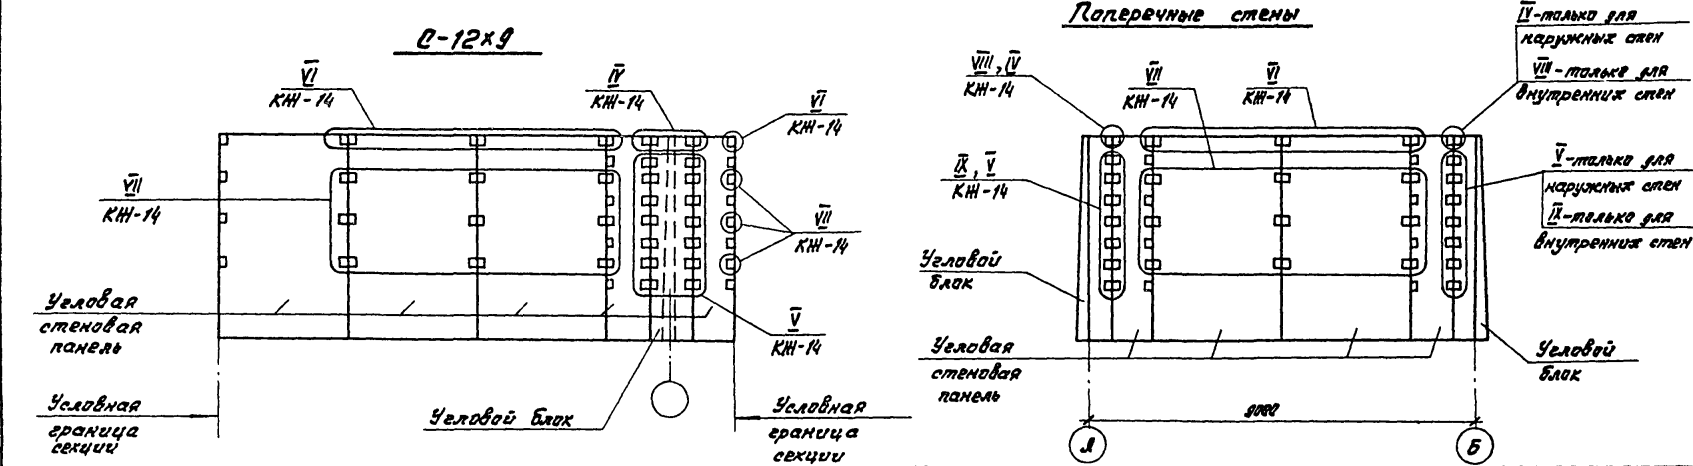 С-12×9
VI
КЖ-14
IV
КЖ-14
VI
КЖ-14
VII
КЖ-14
VII
КЖ-14
V
КЖ-14
Угловая
стеновая
панель
Условная
граница
секции
Угловой блок
Условная
граница
секции
Поперечные стены
VIII, IV
КЖ-14
VII
КЖ-14
VI
КЖ-14
IV-только для
наружных стен
VIII-только для
внутренних стен
IX, V
КЖ-14
V-только для
наружных стен
IX-только для
внутренних стен
Угловой
блок
Угловая
стеновая
панель
Угловой
блок
9000
А
Б